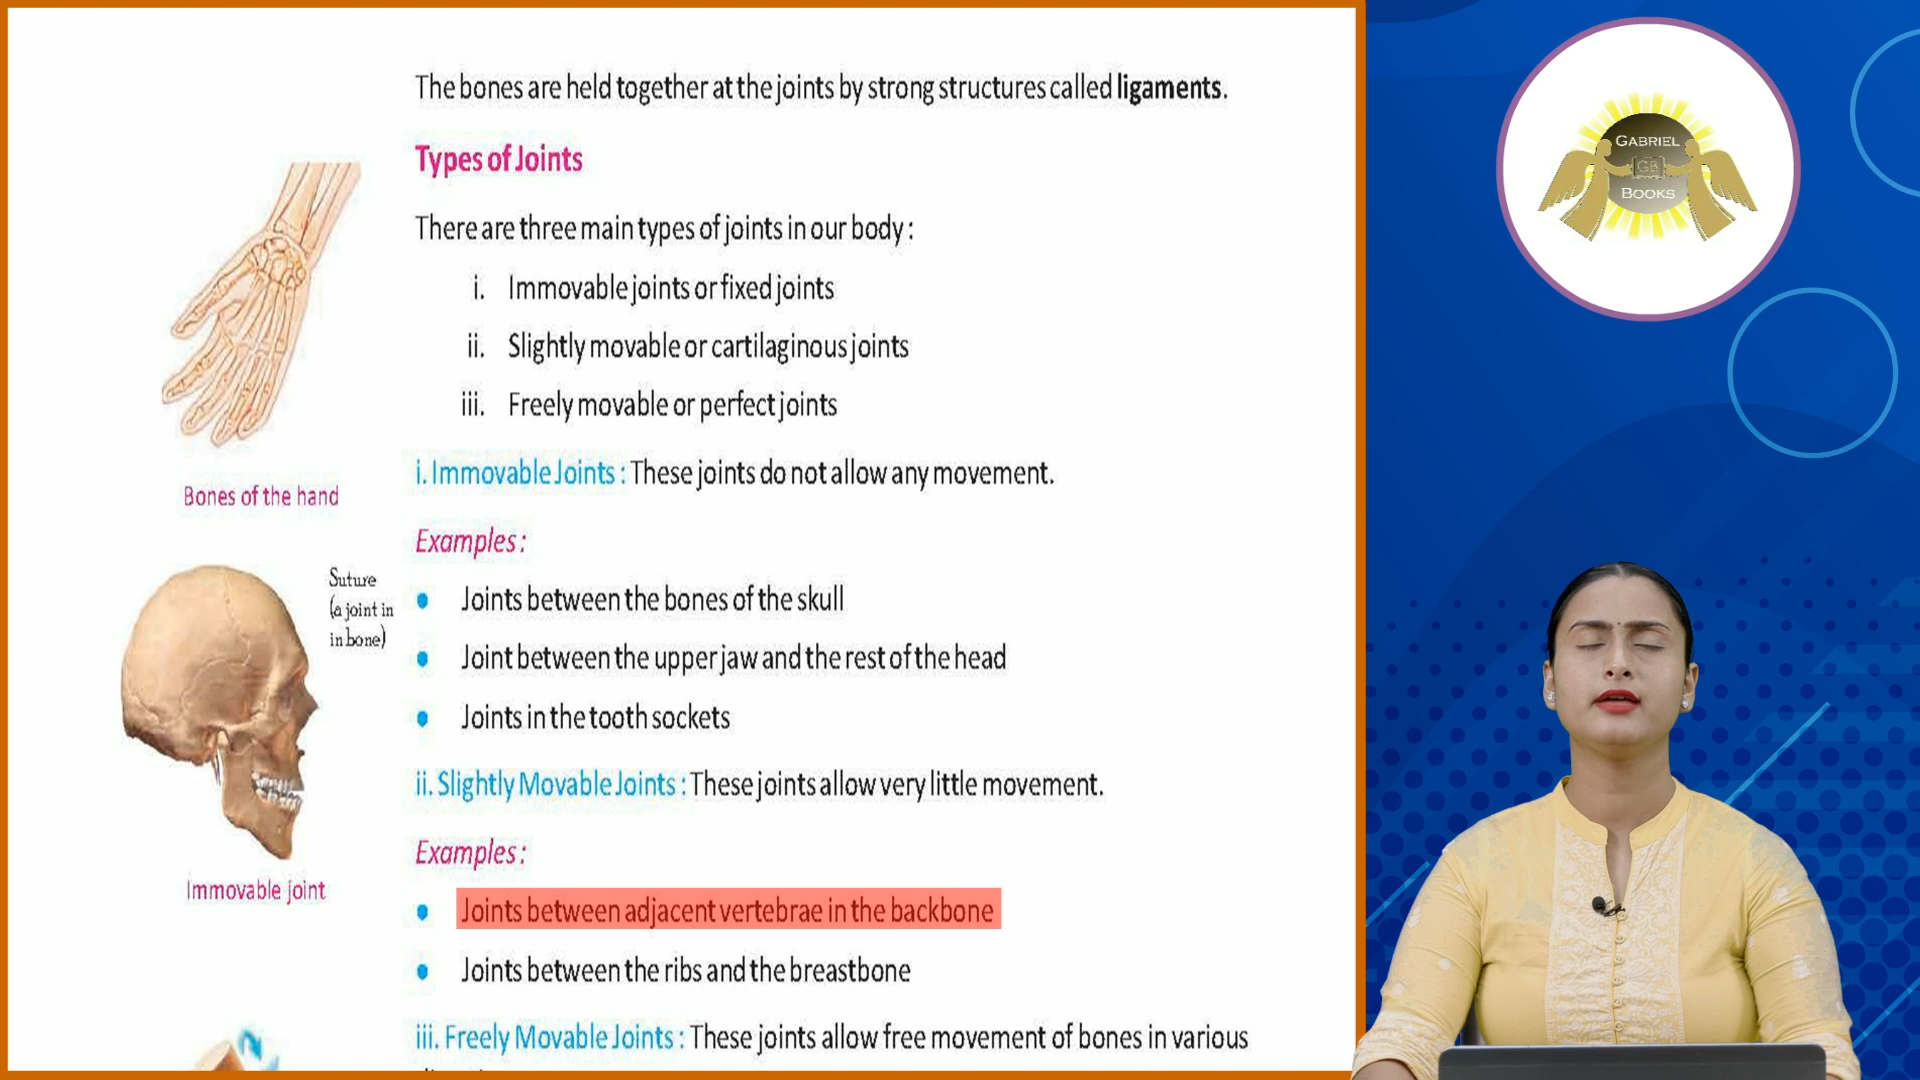 The bones are held together at the joints by strong structures called ligaments.
Types of Joints
There are three main types of joints in our body :
i. Immovable joints or fixed joints
ii. Slightly movable or cartilaginous joints
iii. Freely movable or perfect joints
i. Immovable Joints : These joints do not allow any movement.
Examples :
• Joints between the bones of the skull
• Joint between the upper jaw and the rest of the head
• Joints in the tooth sockets
ii. Slightly Movable Joints : These joints allow very little movement.
Examples :
• Joints between adjacent vertebrae in the backbone
• Joints between the ribs and the breastbone
iii. Freely Movable Joints : These joints allow free movement of bones in various
Bones of the hand
Suture
(a joint in
in bone)
Immovable joint
GABRIEL
GB
BOOKS